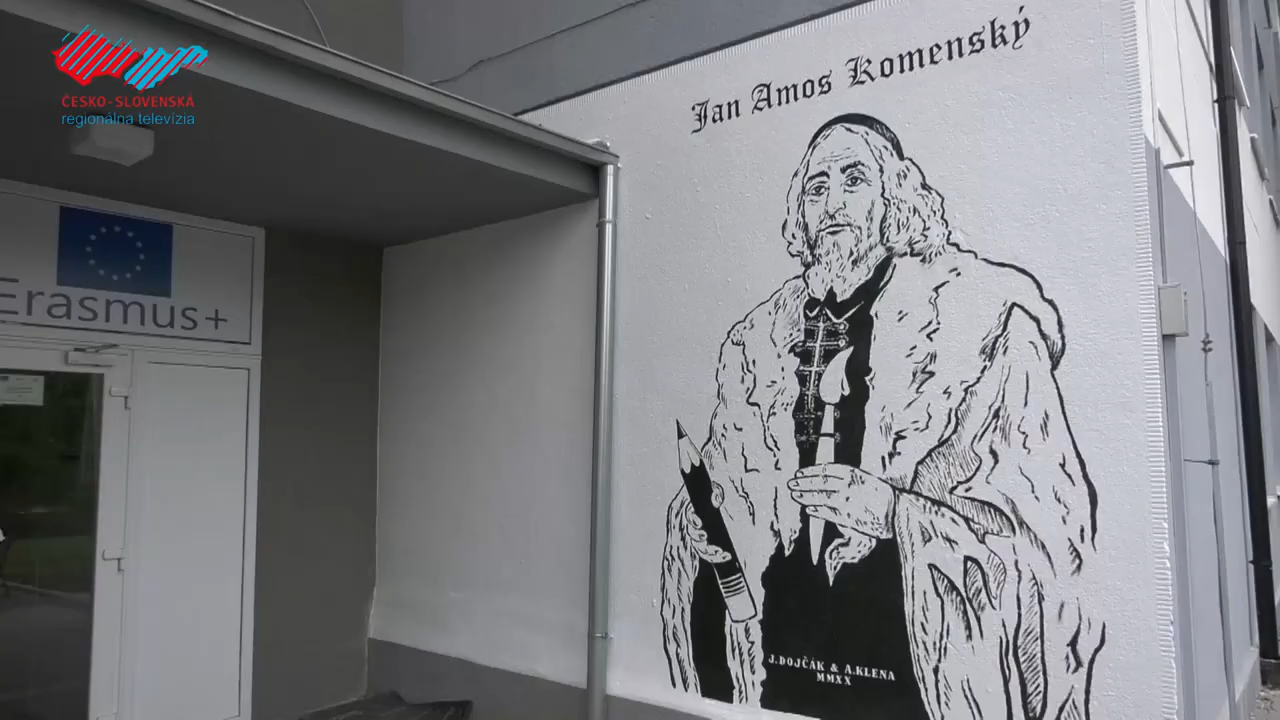 ČESKO-SLOVENSKÁ
regionálna televízia
Jan Amos Komenský
Erasmus+
J.DOJČÁK & A.KLENA
MMXX